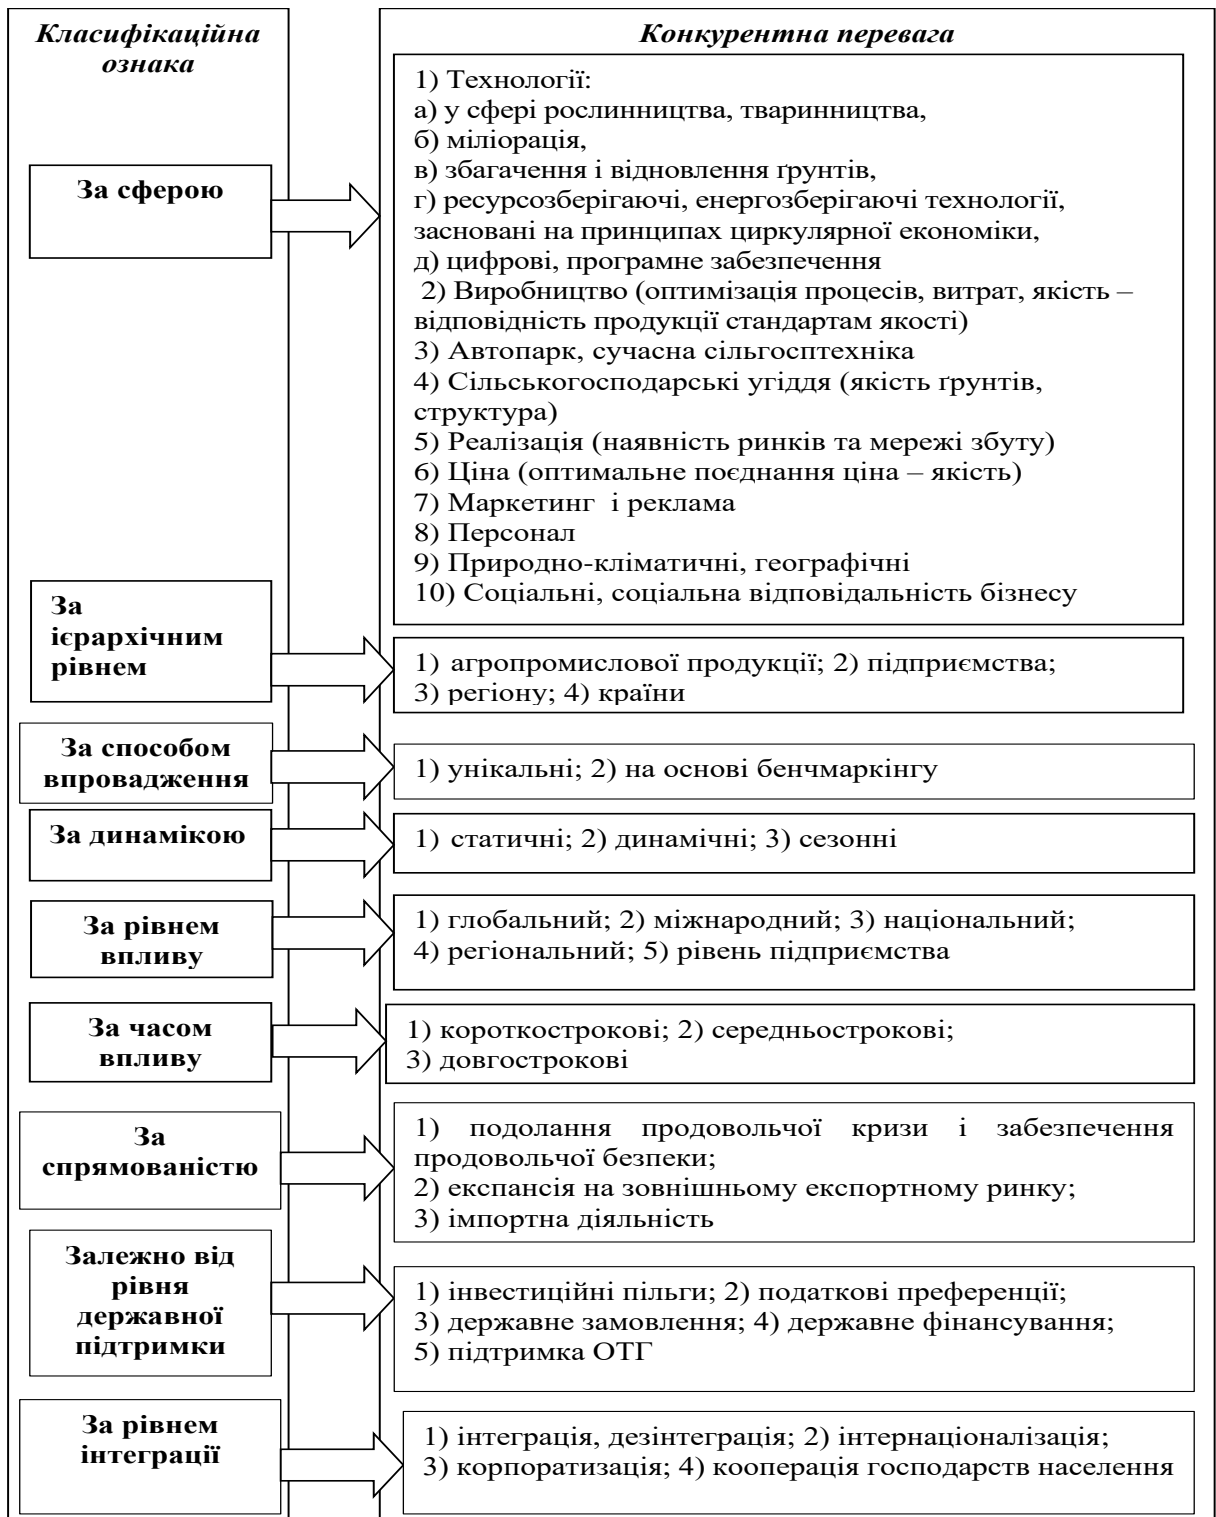 Класифікаційна
ознака
Конкурентна перевага
За сферою
1) Технології:
а) у сфері рослинництва, тваринництва,
б) міліорація,
в) збагачення і відновлення ґрунтів,
г) ресурсозберігаючі, енергозберігаючі технології,
засновані на принципах циркулярної економіки,
д) цифрові, програмне забезпечення
2) Виробництво (оптимізація процесів, витрат, якість –
відповідність продукції стандартам якості)
3) Автопарк, сучасна сільгосптехніка
4) Сільськогосподарські угіддя (якість ґрунтів,
структура)
5) Реалізація (наявність ринків та мережі збуту)
6) Ціна (оптимальне поєднання ціна – якість)
7) Маркетинг і реклама
8) Персонал
9) Природно-кліматичні, географічні
10) Соціальні, соціальна відповідальність бізнесу
За
ієрархічним
рівнем
1) агропромислової продукції; 2) підприємства;
3) регіону; 4) країни
За способом
впровадження
1) унікальні; 2) на основі бенчмаркінгу
За динамікою
1) статичні; 2) динамічні; 3) сезонні
За рівнем
впливу
1) глобальний; 2) міжнародний; 3) національний;
4) регіональний; 5) рівень підприємства
За часом
впливу
1) короткострокові; 2) середньострокові;
3) довгострокові
За
спрямованістю
1) подолання продовольчої кризи і забезпечення
продовольчої безпеки;
2) експансія на зовнішньому експортному ринку;
3) імпортна діяльність
Залежно від
рівня
державної
підтримки
1) інвестиційні пільги; 2) податкові преференції;
3) державне замовлення; 4) державне фінансування;
5) підтримка ОТГ
За рівнем
інтеграції
1) інтеграція, дезінтеграція; 2) інтернаціоналізація;
3) корпоратизація; 4) кооперація господарств населення